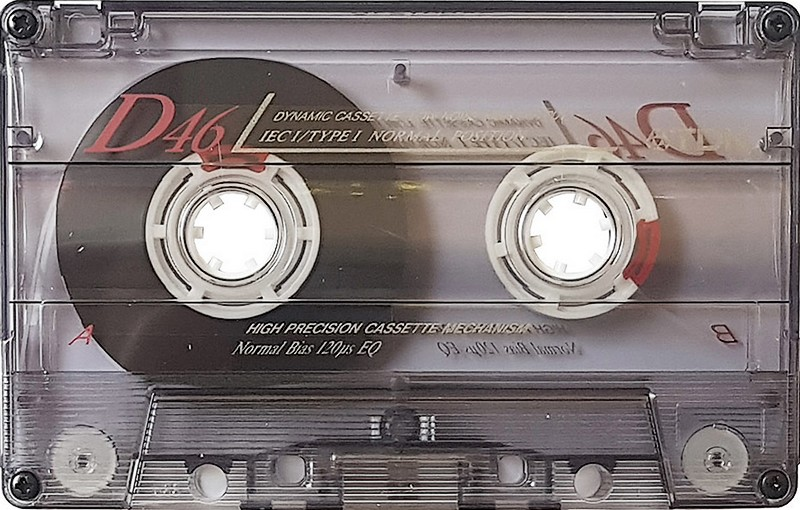 D46
DYNAMIC CASSETTE
IEC I/TYPE I NORMAL POSITION
A
B
HIGH PRECISION CASSETTE MECHANISM
Normal Bias 120µs EQ